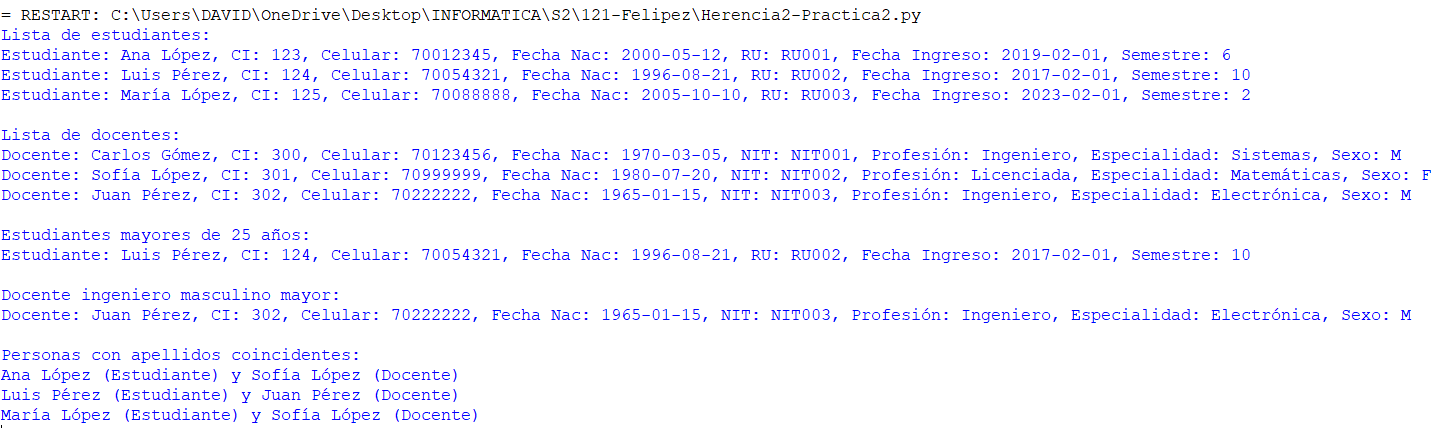 = RESTART: C:\Users\DAVID\OneDrive\Desktop\INFORMATICA\S2\121-Felipez\Herencia2-Practica2.py
Lista de estudiantes:
Estudiante: Ana López, CI: 123, Celular: 70012345, Fecha Nac: 2000-05-12, RU: RU001, Fecha Ingreso: 2019-02-01, Semestre: 6
Estudiante: Luis Pérez, CI: 124, Celular: 70054321, Fecha Nac: 1996-08-21, RU: RU002, Fecha Ingreso: 2017-02-01, Semestre: 10
Estudiante: María López, CI: 125, Celular: 70088888, Fecha Nac: 2005-10-10, RU: RU003, Fecha Ingreso: 2023-02-01, Semestre: 2

Lista de docentes:
Docente: Carlos Gómez, CI: 300, Celular: 70123456, Fecha Nac: 1970-03-05, NIT: NIT001, Profesión: Ingeniero, Especialidad: Sistemas, Sexo: M
Docente: Sofía López, CI: 301, Celular: 70999999, Fecha Nac: 1980-07-20, NIT: NIT002, Profesión: Licenciada, Especialidad: Matemáticas, Sexo: F
Docente: Juan Pérez, CI: 302, Celular: 70222222, Fecha Nac: 1965-01-15, NIT: NIT003, Profesión: Ingeniero, Especialidad: Electrónica, Sexo: M

Estudiantes mayores de 25 años:
Estudiante: Luis Pérez, CI: 124, Celular: 70054321, Fecha Nac: 1996-08-21, RU: RU002, Fecha Ingreso: 2017-02-01, Semestre: 10

Docente ingeniero masculino mayor:
Docente: Juan Pérez, CI: 302, Celular: 70222222, Fecha Nac: 1965-01-15, NIT: NIT003, Profesión: Ingeniero, Especialidad: Electrónica, Sexo: M

Personas con apellidos coincidentes:
Ana López (Estudiante) y Sofía López (Docente)
Luis Pérez (Estudiante) y Juan Pérez (Docente)
María López (Estudiante) y Sofía López (Docente)